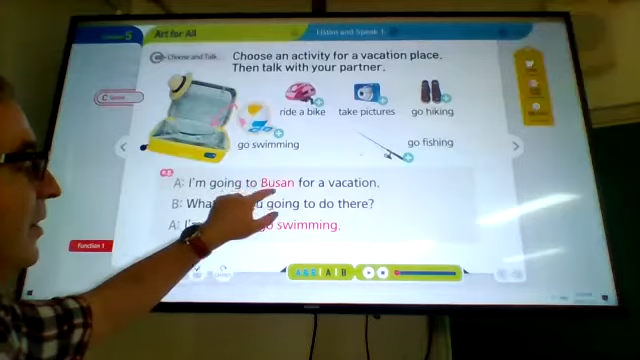 5
Art for All
Listen and Speak 1
C Choose and Talk
Choose an activity for a vacation place.
Then talk with your partner.
ride a bike
take pictures
go hiking
go swimming
go fishing
A: I'm going to Busan for a vacation.
B: What going to do there?
A: go swimming.
Function 1
A&B A B